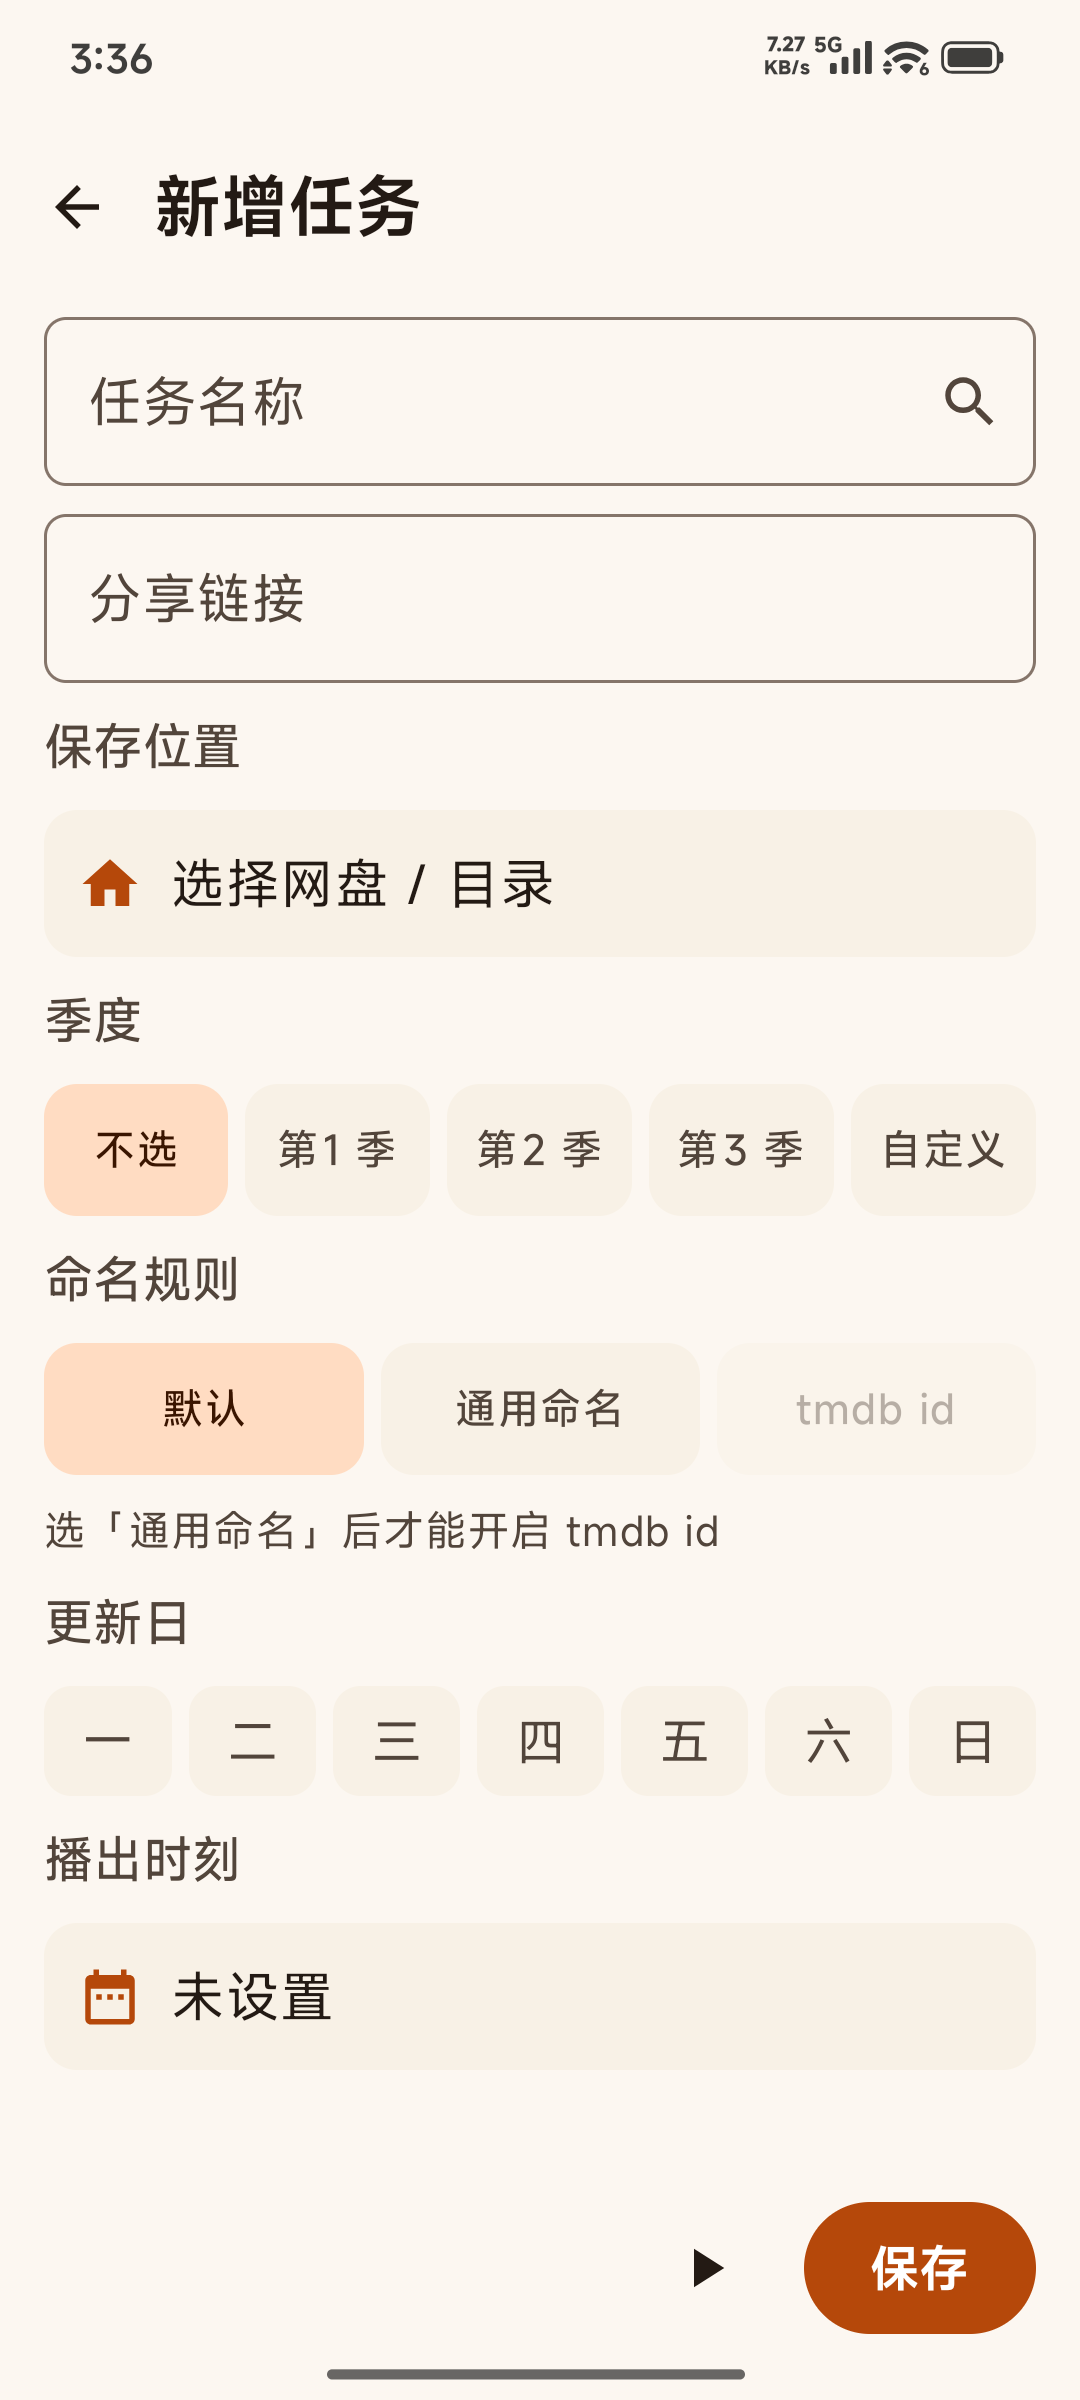 3:36
7.27 KB/s 5G 6
新增任务
任务名称
分享链接
保存位置
选择网盘 / 目录
季度
不选 第1 季 第2 季 第3 季 自定义
命名规则
默认 通用命名 tmdb id
选「通用命名」后才能开启 tmdb id
更新日
一 二 三 四 五 六 日
播出时刻
未设置
保存